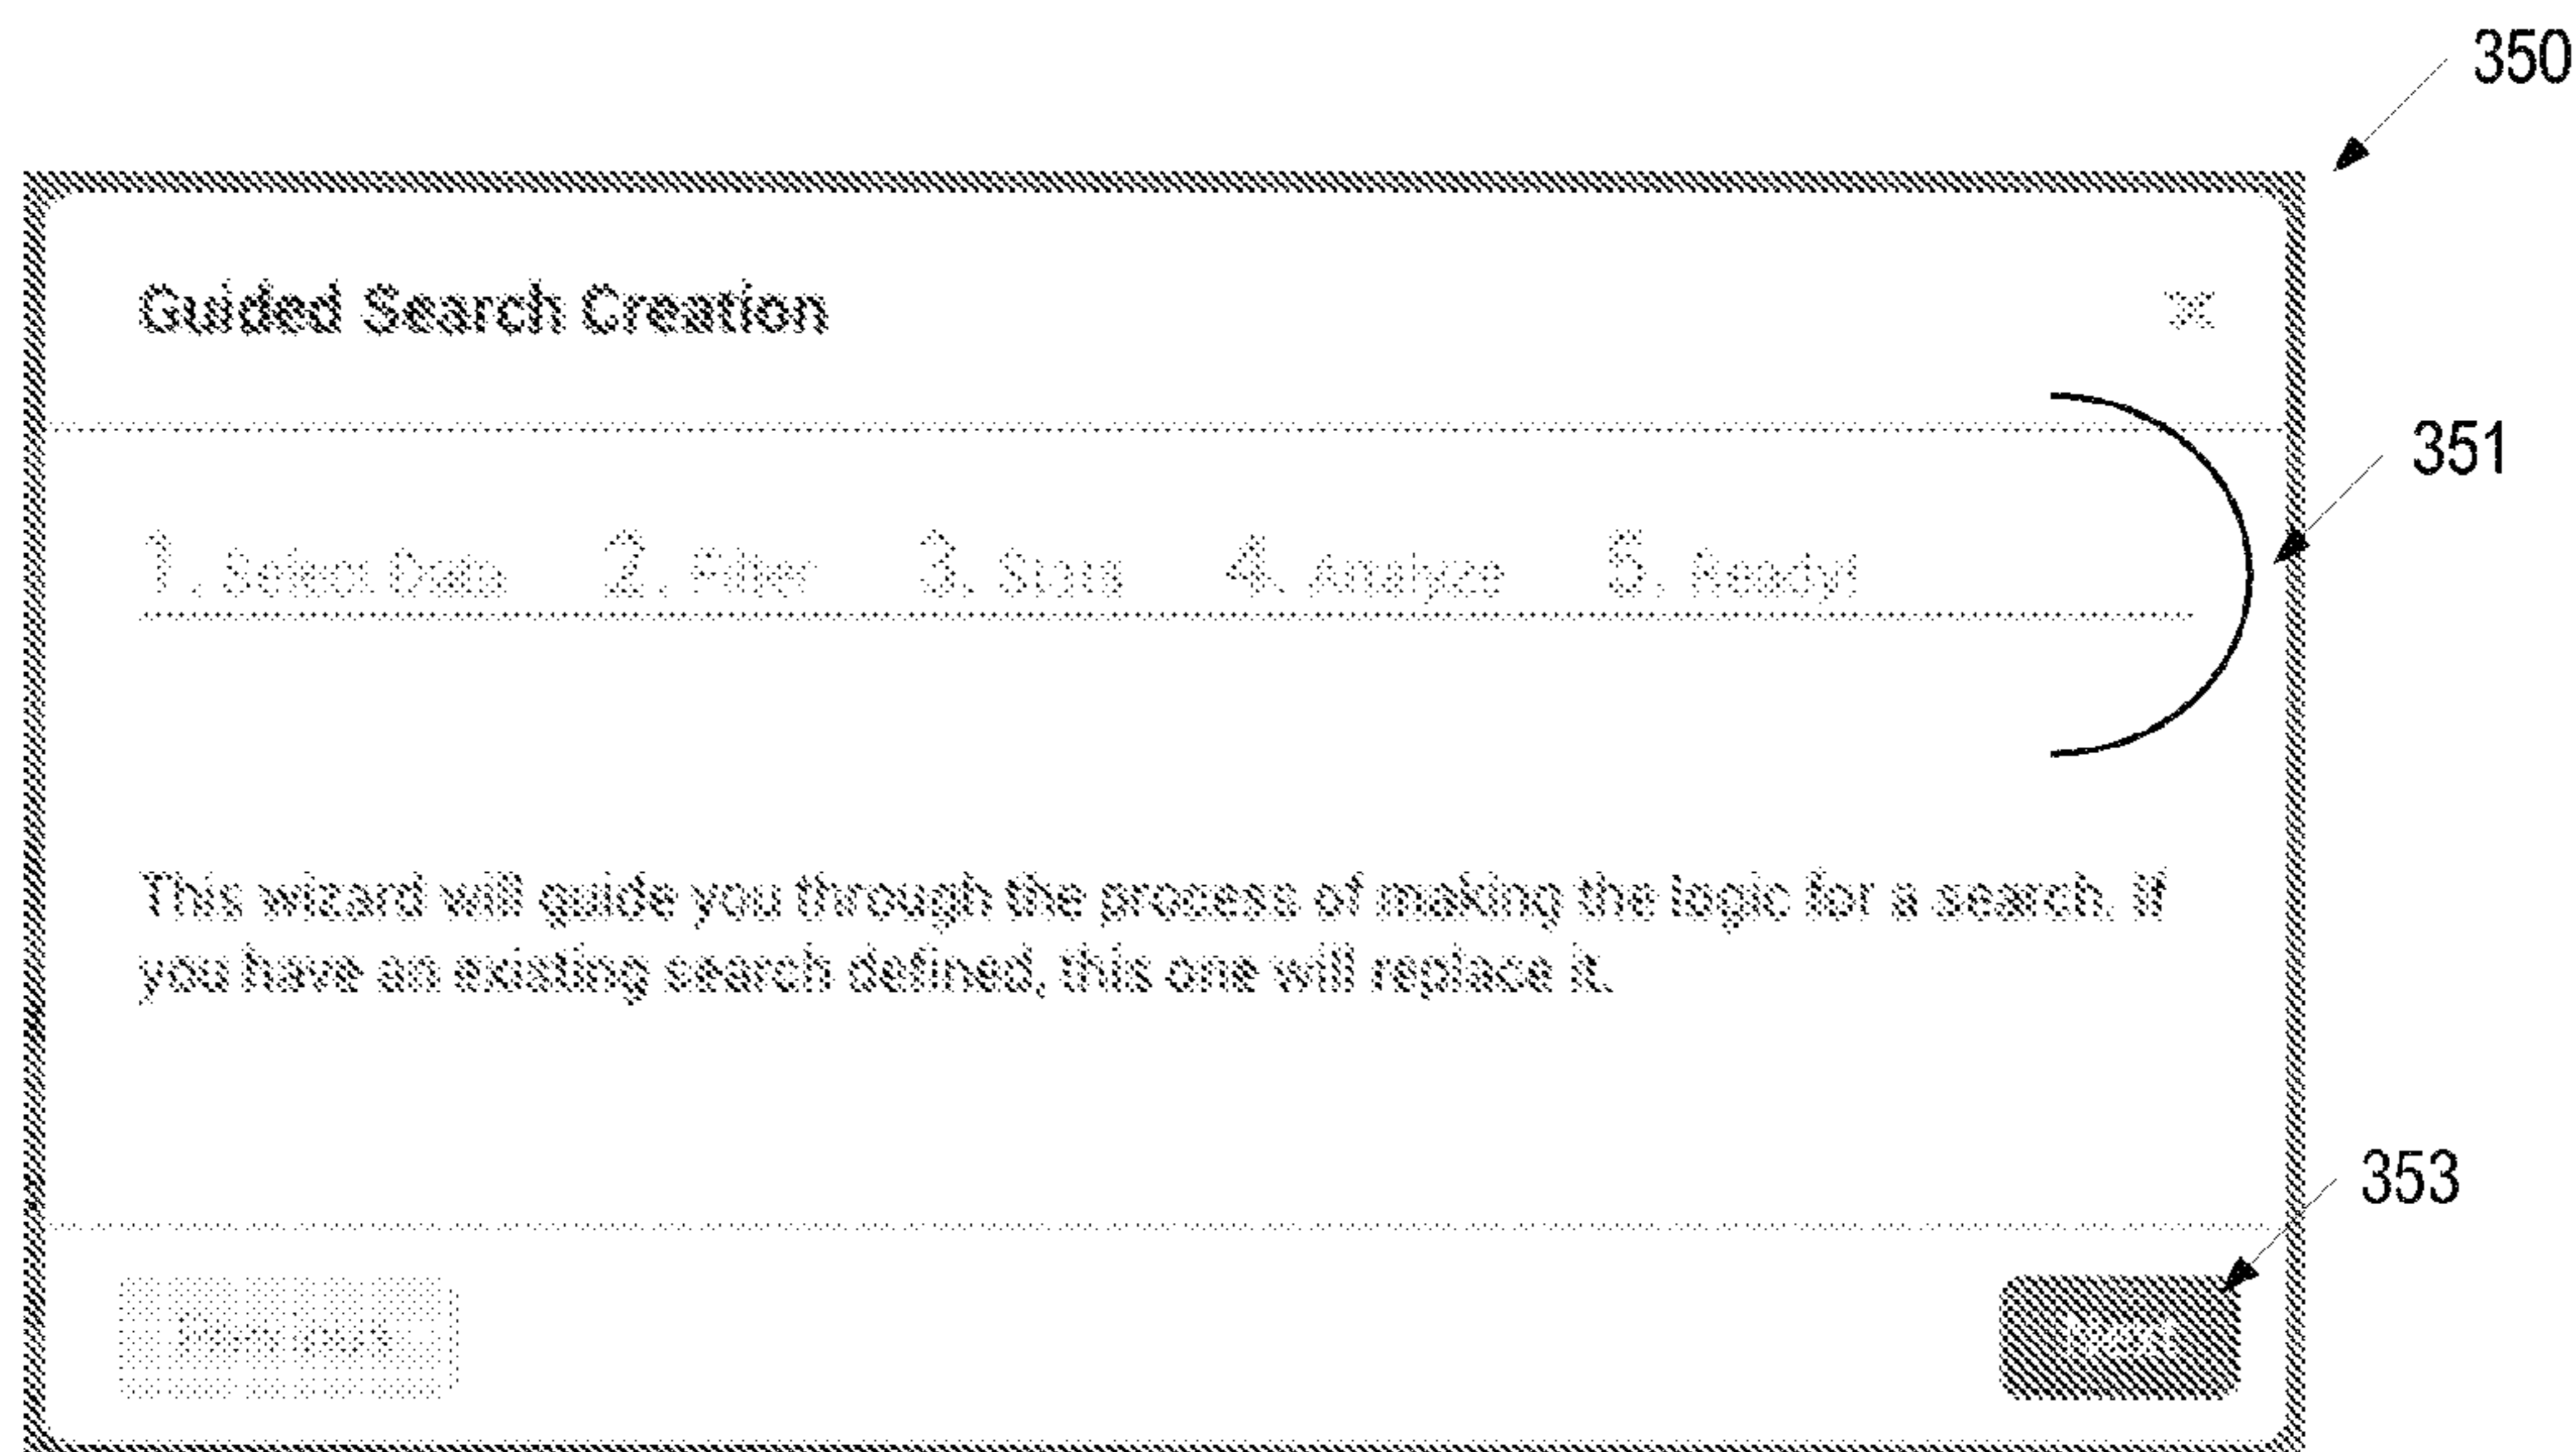 350
Guided Search Creation
351
1. Select Data 2. Filter 3. Stats 4. Analyze 5. Ready!
This wizard will guide you through the process of making the logic for a search. If
you have an existing search defined, this one will replace it.
353
Previous Next